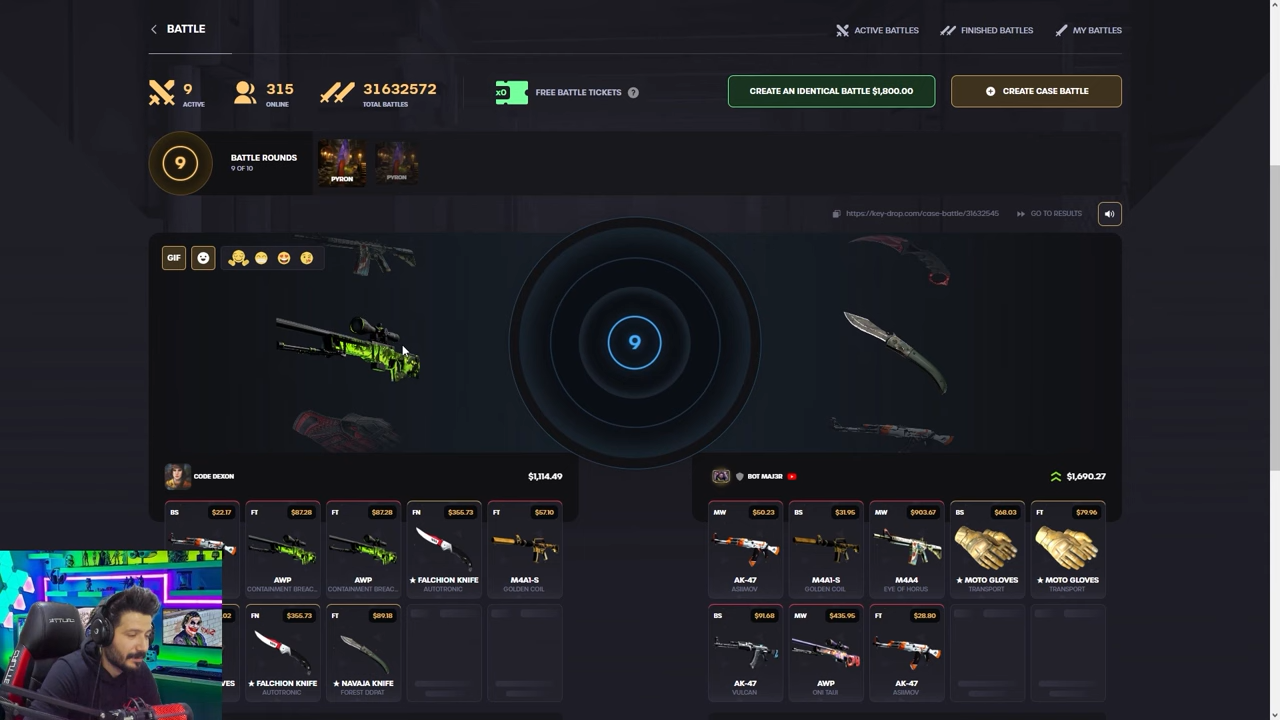 BATTLE
ACTIVE BATTLES
FINISHED BATTLES
MY BATTLES
9
ACTIVE
315
ONLINE
31632572
TOTAL BATTLES
x0
FREE BATTLE TICKETS ?
CREATE AN IDENTICAL BATTLE $1,800.00
CREATE CASE BATTLE
9
BATTLE ROUNDS
9 OF 10
PYRON
PYRON
https://key-drop.com/case-battle/31632545
GO TO RESULTS
GIF
9
CODE DEXON
$1,114.49
BOT MAJ3R
$1,690.27
BS $22.17
FT $87.28
AWP
CONTAINMENT BREAC...
FT $87.28
AWP
CONTAINMENT BREAC...
FN $355.73
★ FALCHION KNIFE
AUTOTRONIC
FT $57.10
M4A1-S
GOLDEN COIL
MW $50.23
AK-47
ASIIMOV
BS $31.95
M4A1-S
GOLDEN COIL
MW $903.67
M4A4
EYE OF HORUS
BS $68.03
★ MOTO GLOVES
TRANSPORT
FT $79.96
★ MOTO GLOVES
TRANSPORT
FN $355.73
★ FALCHION KNIFE
AUTOTRONIC
FT $89.18
★ NAVAJA KNIFE
FOREST DDPAT
BS $91.68
AK-47
VULCAN
MW $435.95
AWP
ONI TAIJI
FT $28.80
AK-47
ASIIMOV